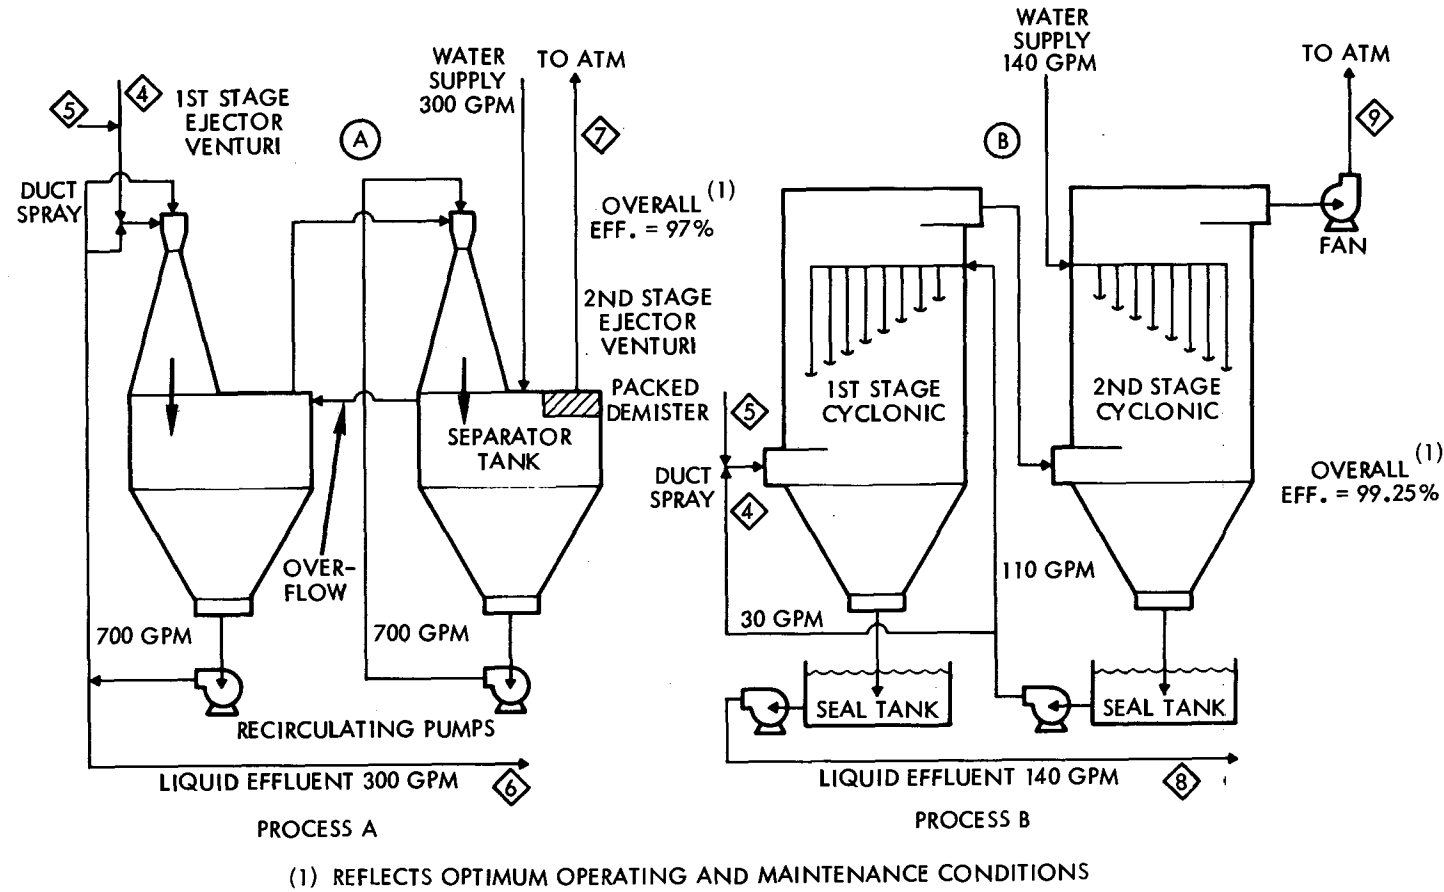 WATER
SUPPLY
300 GPM
TO ATM
5
4
1ST STAGE
EJECTOR
VENTURI
A
7
DUCT
SPRAY
OVERALL (1)
EFF. = 97%
2ND STAGE
EJECTOR
VENTURI
PACKED
DEMISTER
SEPARATOR
TANK
OVER-
FLOW
700 GPM
700 GPM
RECIRCULATING PUMPS
LIQUID EFFLUENT 300 GPM
6
PROCESS A
WATER
SUPPLY
140 GPM
TO ATM
B
9
FAN
1ST STAGE
CYCLONIC
2ND STAGE
CYCLONIC
5
DUCT
SPRAY
4
OVERALL (1)
EFF. = 99.25%
110 GPM
30 GPM
SEAL TANK
SEAL TANK
LIQUID EFFLUENT 140 GPM
8
PROCESS B
(1) REFLECTS OPTIMUM OPERATING AND MAINTENANCE CONDITIONS